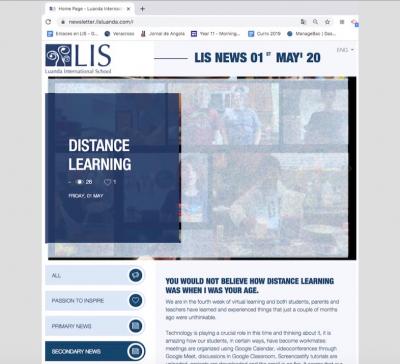 Home Page – Luanda Internatio
newsletter.lisluanda.com/i
Enlaces en LIS - G...
Veracross
Jornal de Angola
Year 11 - Mornning...
Curro 2019
ManageBac | Das...
LIS
Luanda International School
LIS NEWS 01 ST MAY' 20
ENG
DISTANCE
LEARNING
- 26 1
FRIDAY, 01 MAY
ALL
PASSION TO INSPIRE
PRIMARY NEWS
SECONDARY NEWS
YOU WOULD NOT BELIEVE HOW DISTANCE LEARNING
WAS WHEN I WAS YOUR AGE.
We are in the fourth week of virtual learning and both, students and
teachers have learned and experienced things that just a couple of months
ago were unthinkable.
Technology is playing a crucial role in this time and thinking about it, it is
amazing how our students, in certain ways, have become workmates:
meetings are organized using Google Calendar, videoconferences through
Google Meet, discussions in Google Classroom, Screencastify tutorials are